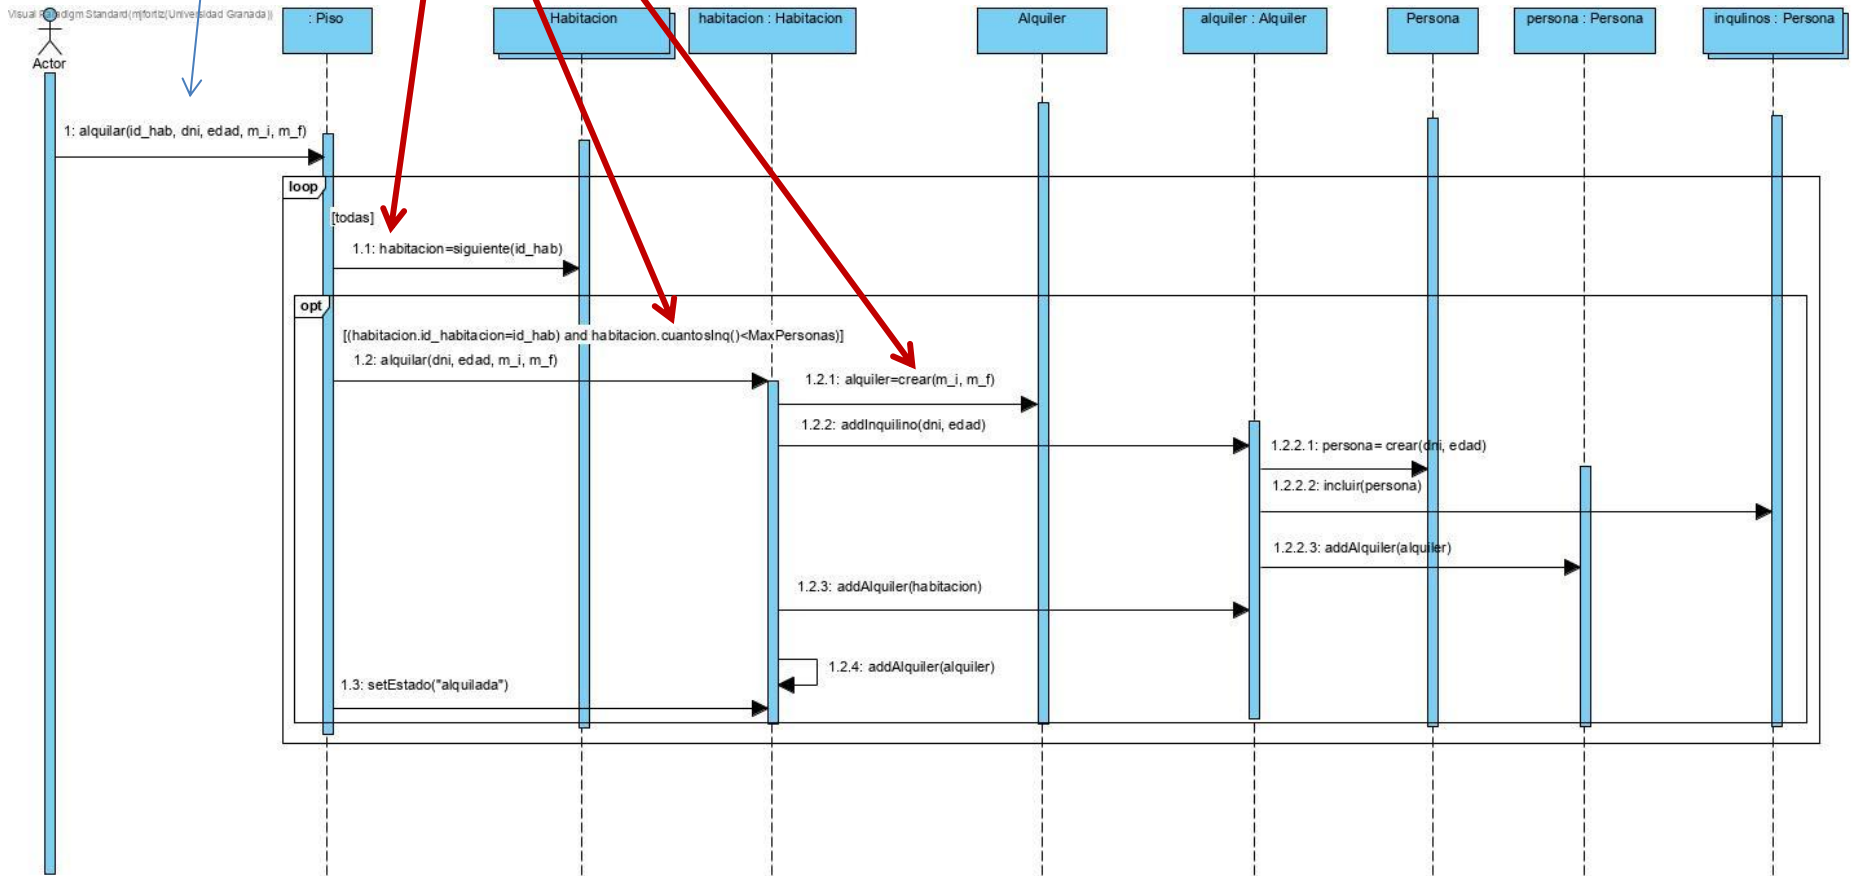 Visual Paradigm Standard(mjfortiz(Universidad Granada))
Actor
: Piso
Habitacion
habitacion : Habitacion
Alquiler
alquiler : Alquiler
Persona
persona : Persona
inqulinos : Persona
1: alquilar(id_hab, dni, edad, m_i, m_f)
loop
[todas]
1.1: habitacion=siguiente(id_hab)
opt
[(habitacion.id_habitacion=id_hab) and habitacion.cuantosInq()<MaxPersonas)]
1.2: alquilar(dni, edad, m_i, m_f)
1.2.1: alquiler=crear(m_i, m_f)
1.2.2: addInquilino(dni, edad)
1.2.2.1: persona= crear(dni, edad)
1.2.2.2: incluir(persona)
1.2.2.3: addAlquiler(alquiler)
1.2.3: addAlquiler(habitacion)
1.2.4: addAlquiler(alquiler)
1.3: setEstado("alquilada")